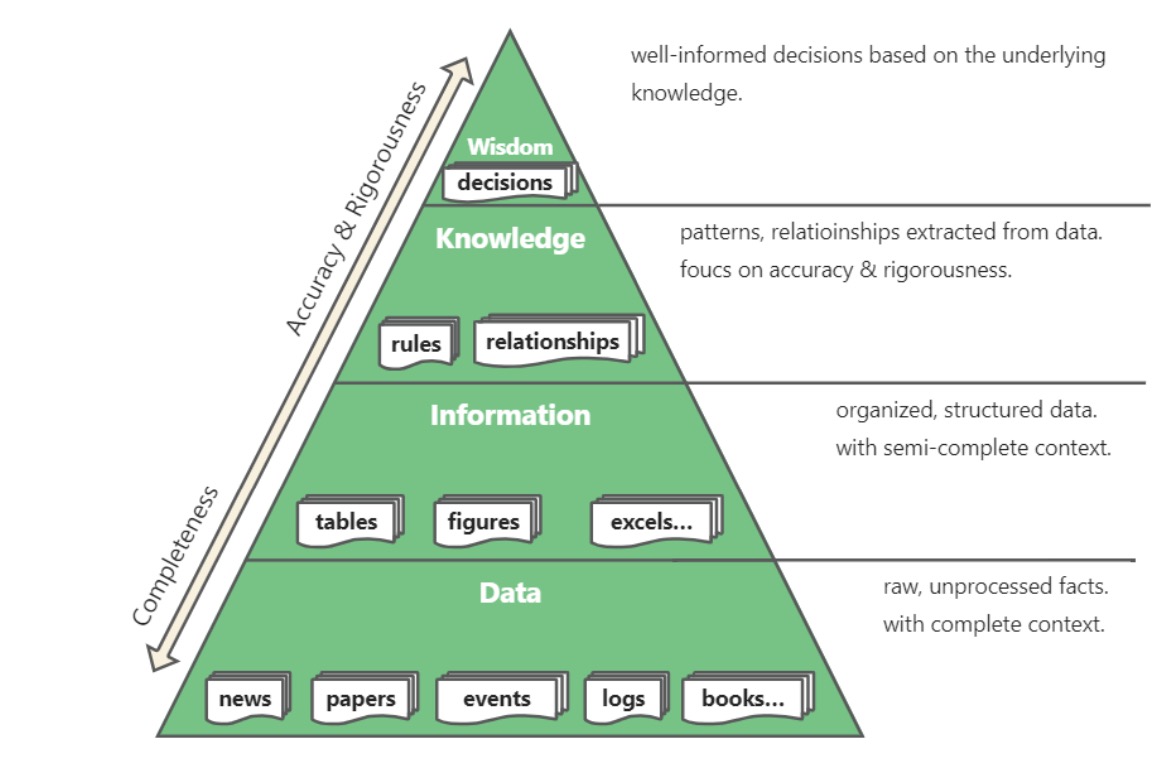 well-informed decisions based on the underlying
knowledge.
Wisdom
decisions
Accuracy & Rigorousness
Knowledge
patterns, relatioinships extracted from data.
foucs on accuracy & rigorousness.
rules
relationships
Information
organized, structured data.
with semi-complete context.
tables
figures
excels...
Completeness
Data
raw, unprocessed facts.
with complete context.
news
papers
events
logs
books...